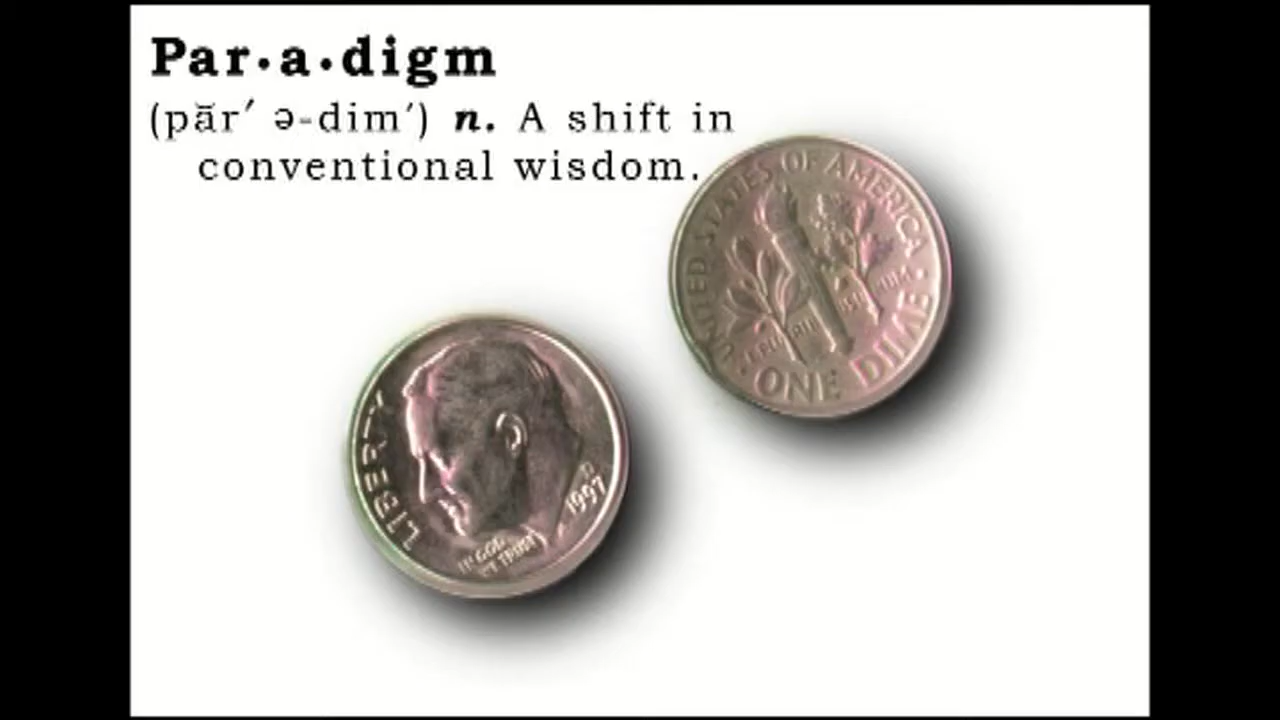 Par·a·digm
(păr′ ə-dim′) n. A shift in
conventional wisdom.
UNITED STATES OF AMERICA
E PLURIBUS UNUM
· ONE DIME ·
LIBERTY
IN GOD
WE TRUST
D
1997